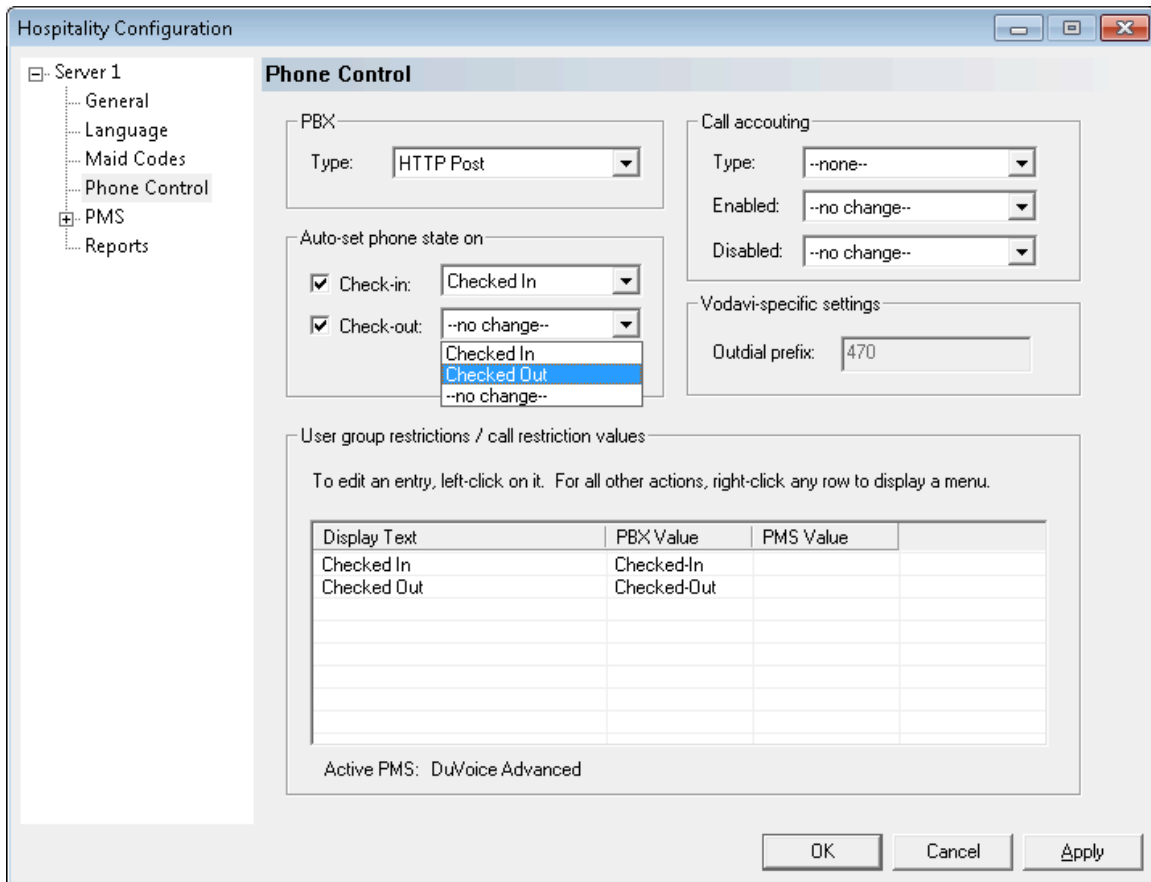 Hospitality Configuration
Server 1
General
Language
Maid Codes
Phone Control
PMS
Reports
Phone Control
PBX
Type: HTTP Post
Auto-set phone state on
Check-in: Checked In
Check-out: --no change--
Checked In
Checked Out
--no change--
Call accouting
Type: --none--
Enabled: --no change--
Disabled: --no change--
Vodavi-specific settings
Outdial prefix: 470
User group restrictions / call restriction values
To edit an entry, left-click on it. For all other actions, right-click any row to display a menu.
Display Text PBX Value PMS Value
Checked In Checked-In
Checked Out Checked-Out
Active PMS: DuVoice Advanced
OK Cancel Apply